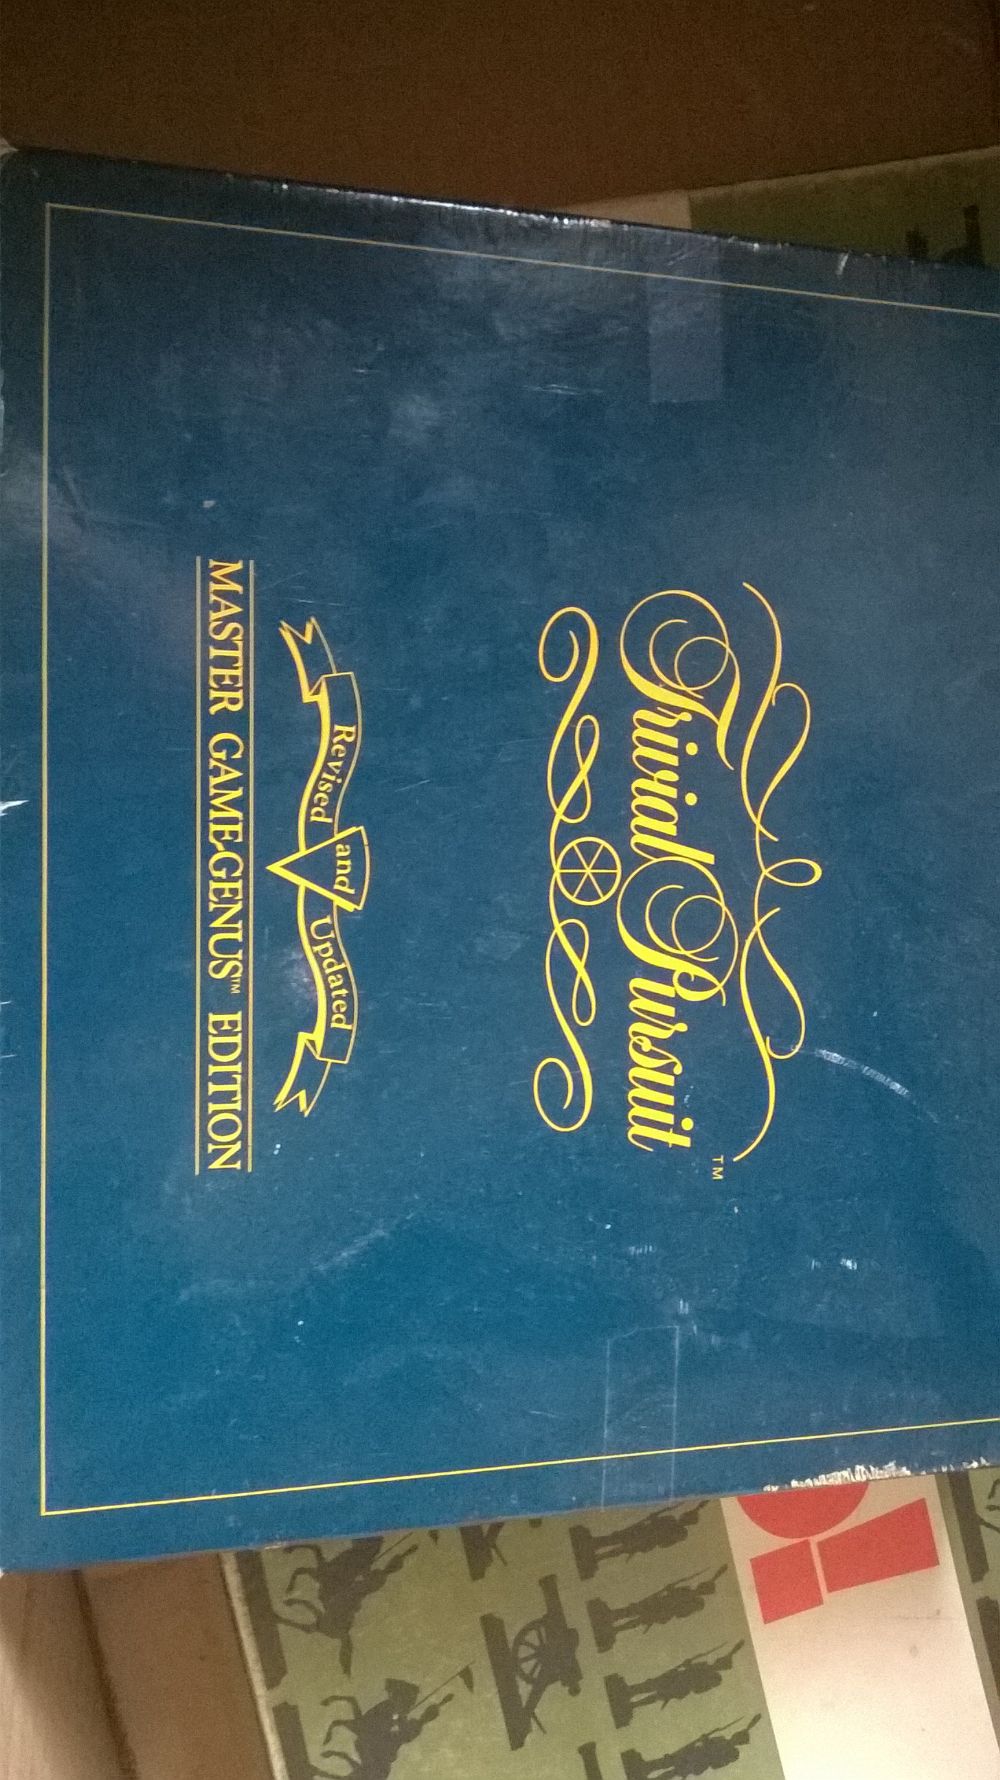 Trivial Pursuit™
Revised and Updated
MASTER GAME-GENUS™ EDITION
!